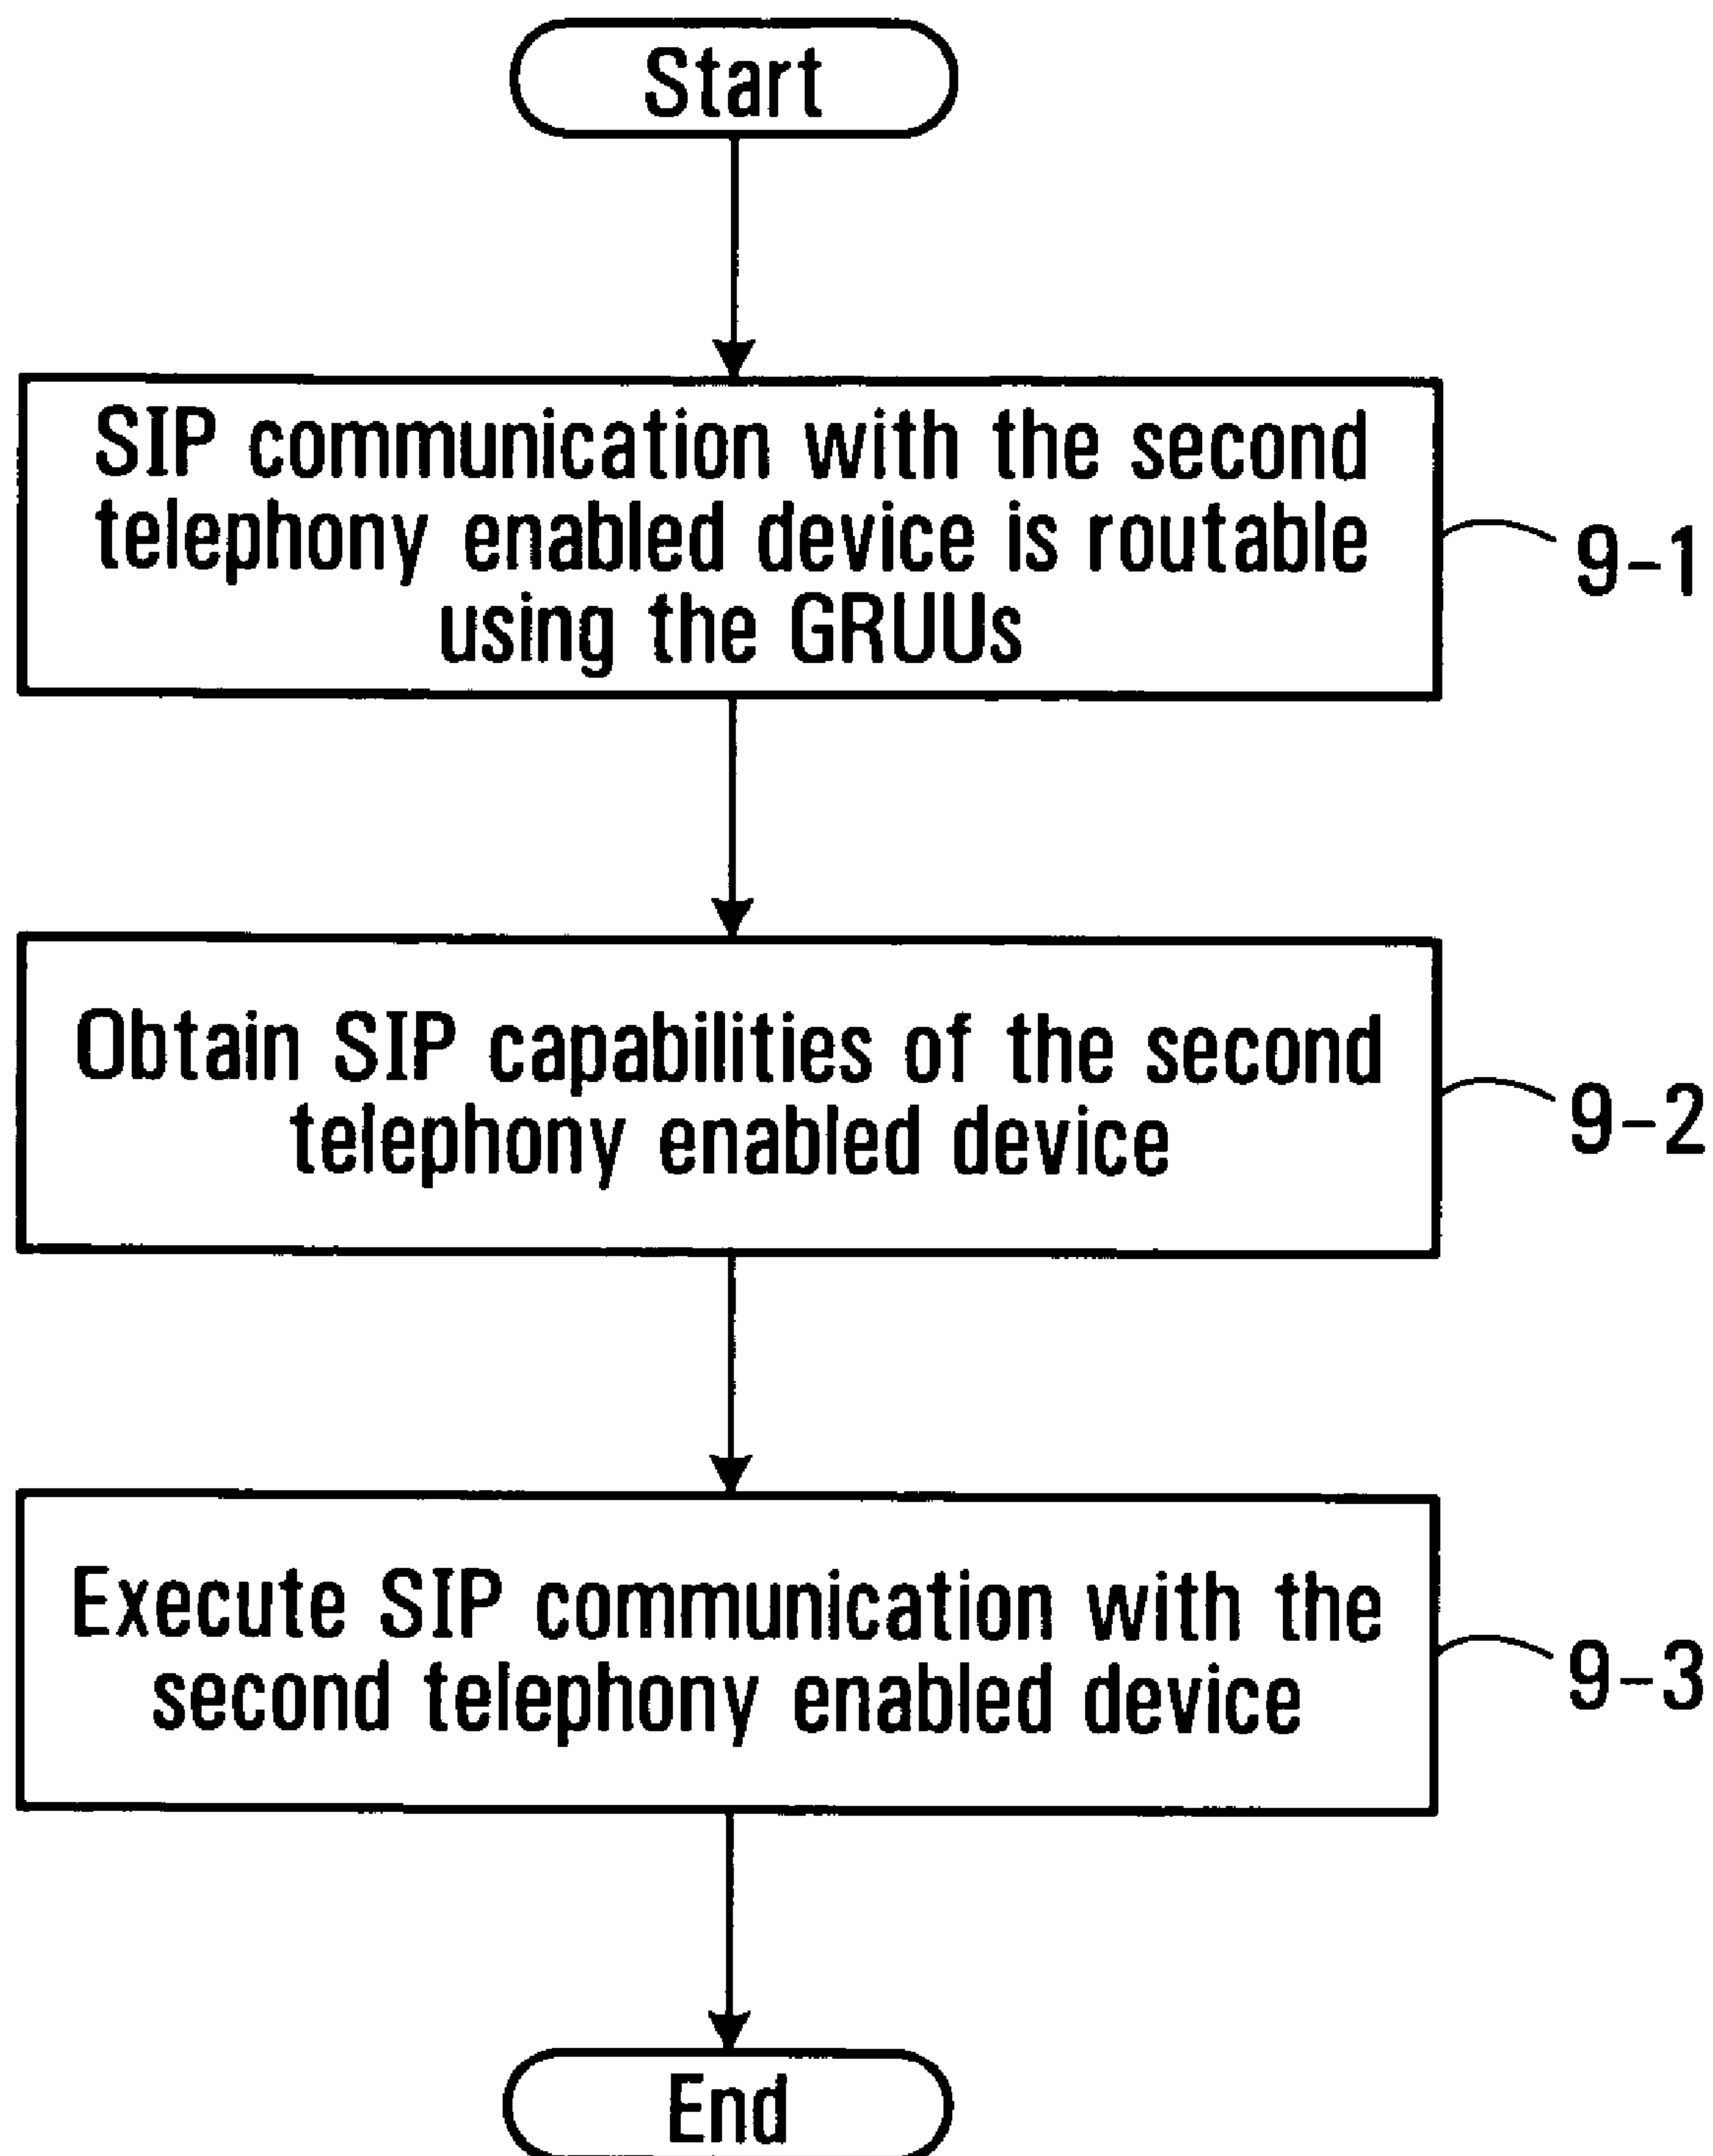 Start
SIP communication with the second
telephony enabled device is routable
using the GRUUs
9-1
Obtain SIP capabilities of the second
telephony enabled device
9-2
Execute SIP communication with the
second telephony enabled device
9-3
End